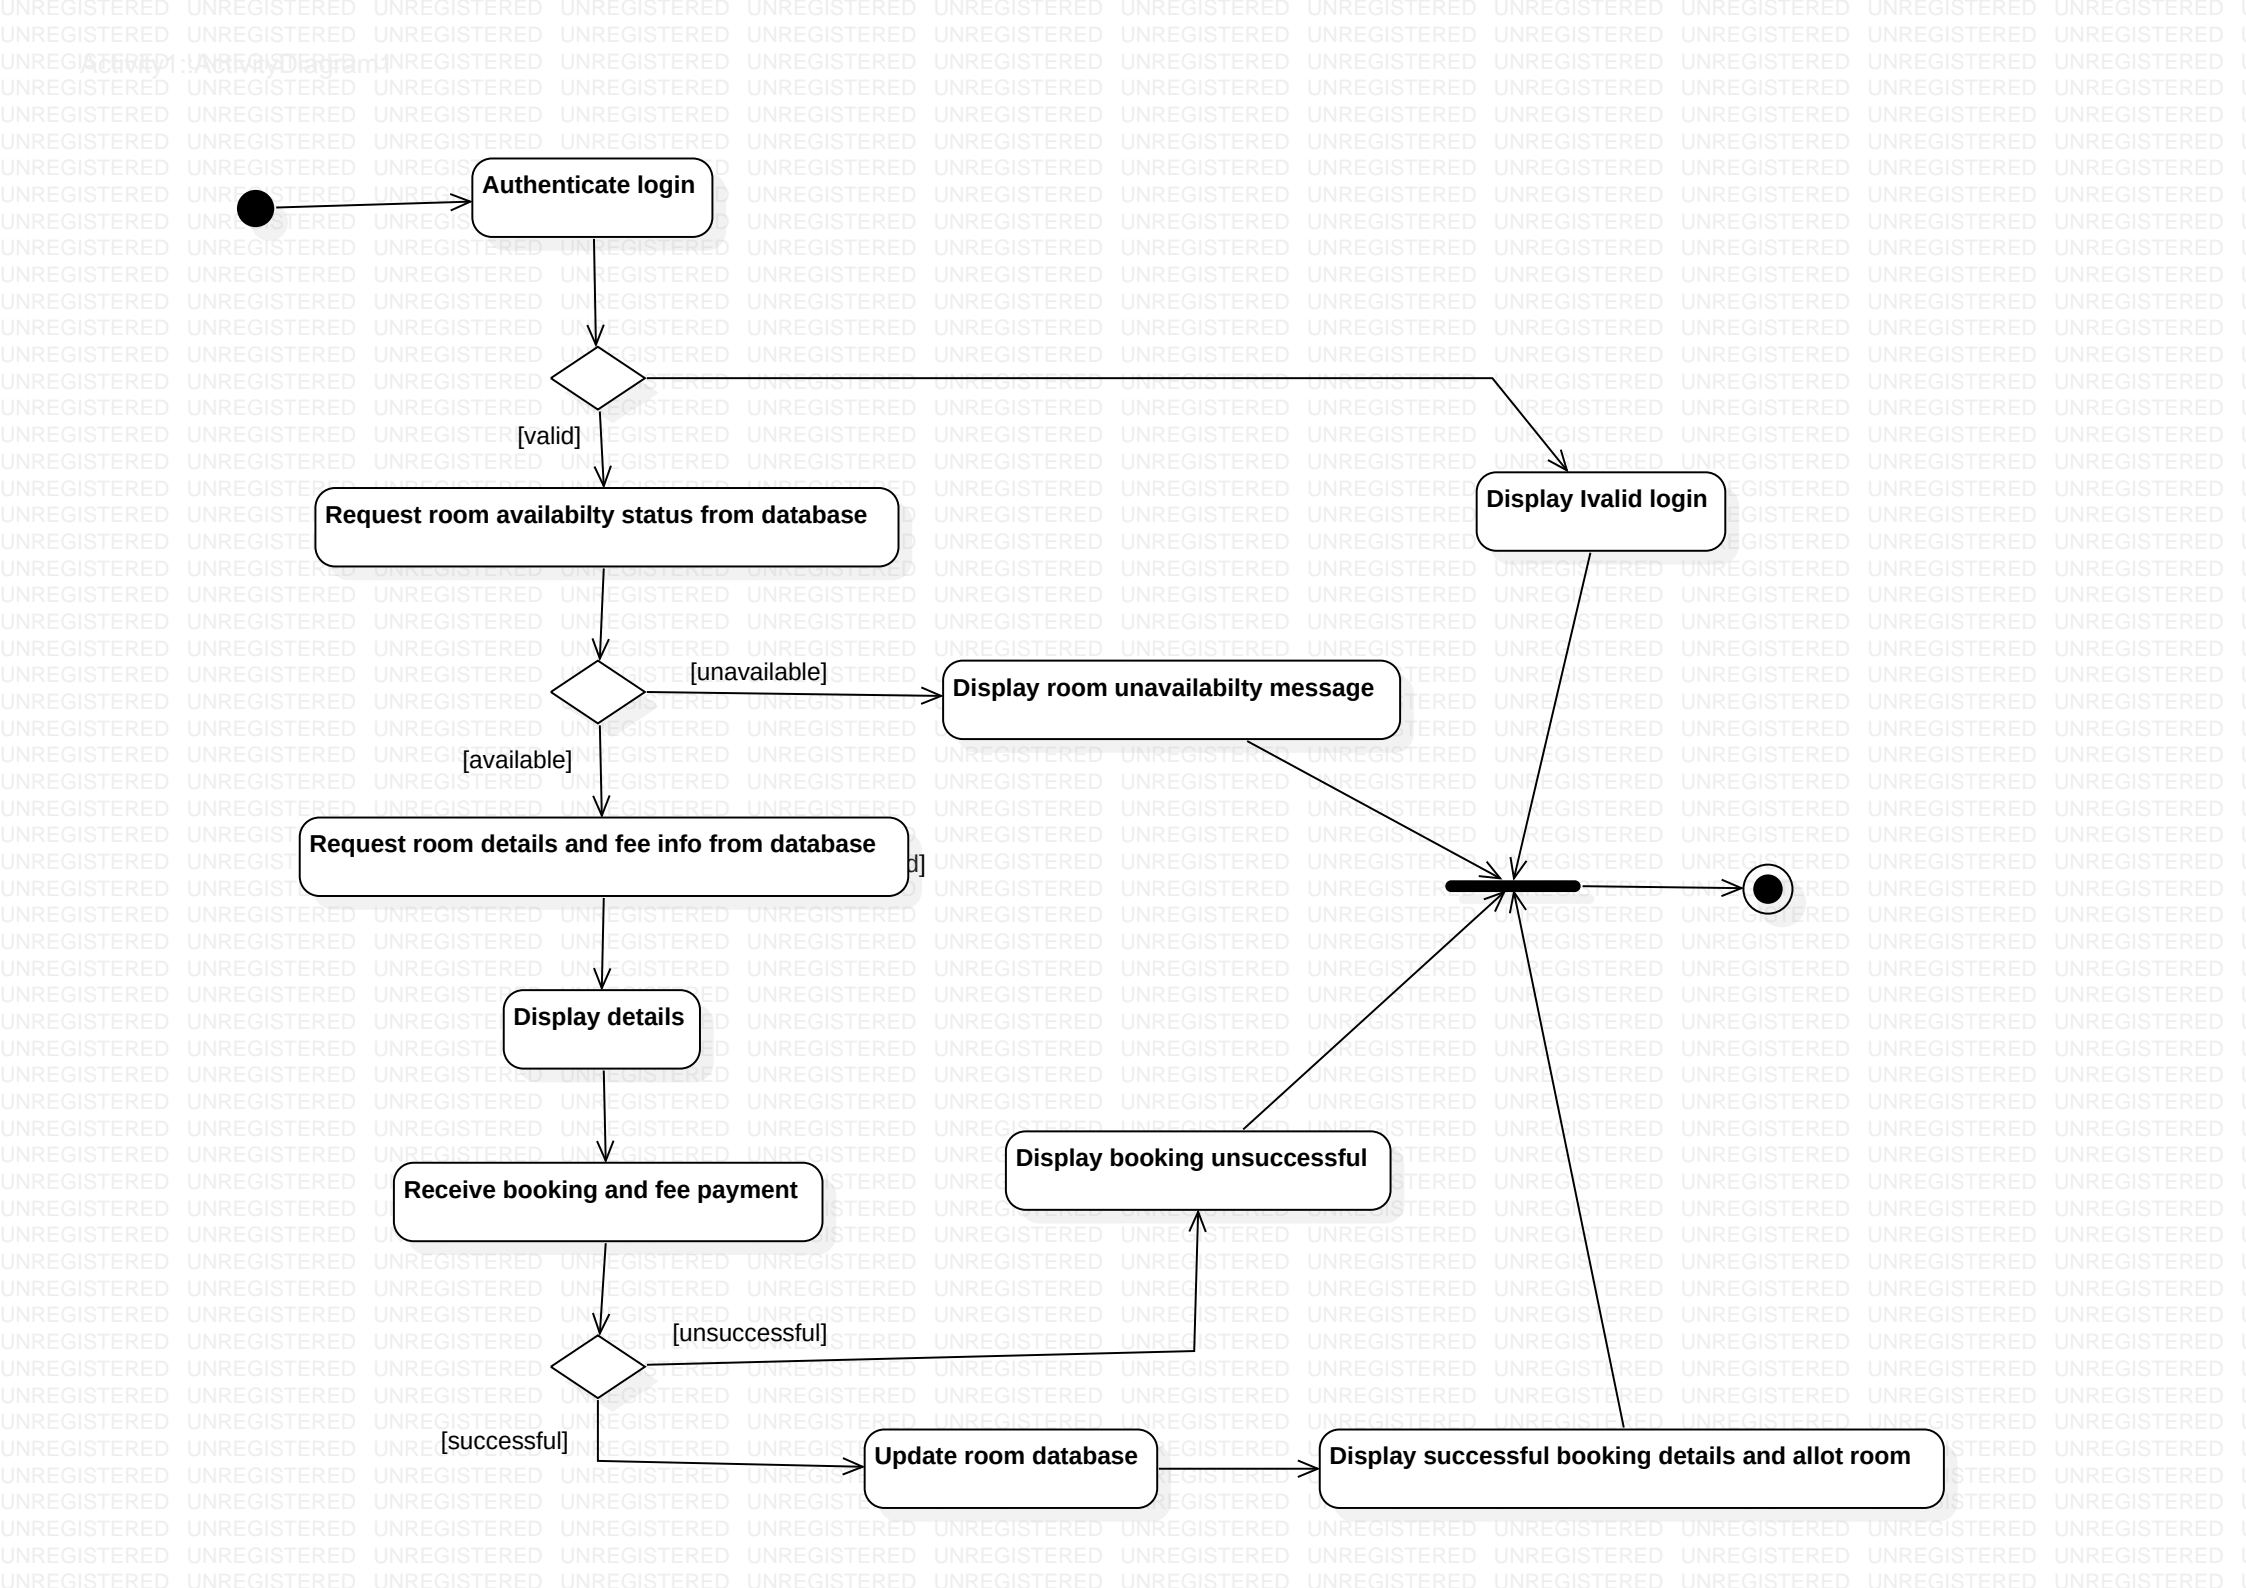 Activity1::ActivityDiagram1
Authenticate login
[valid]
Display Ivalid login
Request room availabilty status from database
[unavailable]
Display room unavailabilty message
[available]
Request room details and fee info from database
d]
Display details
Display booking unsuccessful
Receive booking and fee payment
[unsuccessful]
[successful]
Update room database
Display successful booking details and allot room
UNREGISTERED